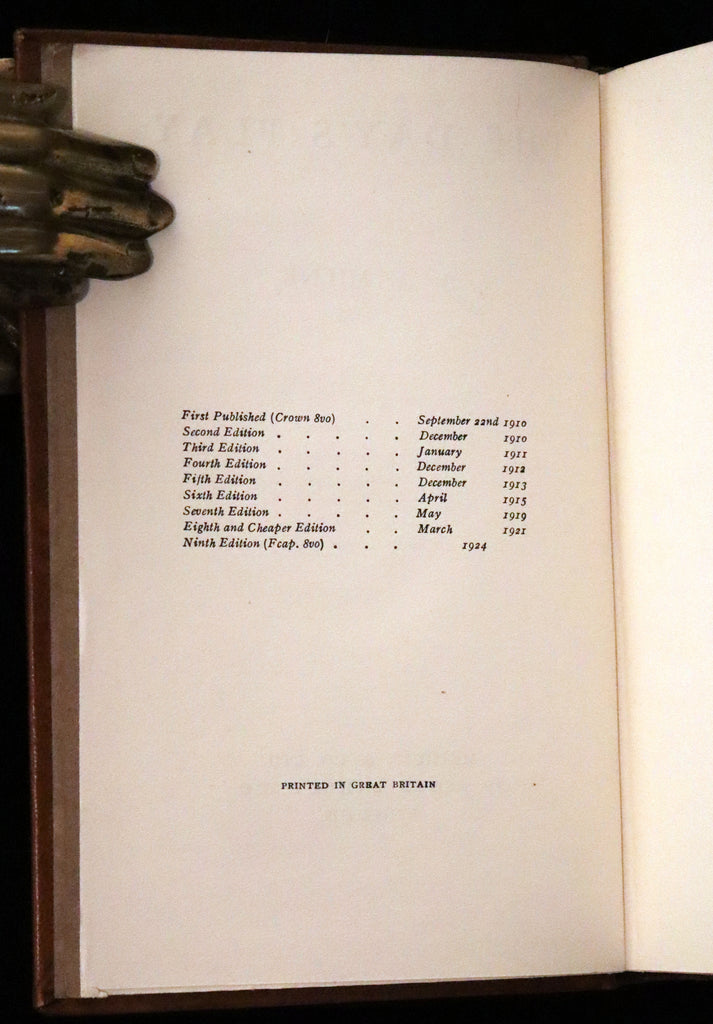 First Published (Crown 8vo) . . September 22nd 1910
Second Edition . . . . . December 1910
Third Edition . . . . . January 1911
Fourth Edition . . . . . December 1912
Fifth Edition . . . . . December 1913
Sixth Edition . . . . . April 1915
Seventh Edition . . . . . May 1919
Eighth and Cheaper Edition . . March 1921
Ninth Edition (Fcap. 8vo) . . . 1924
PRINTED IN GREAT BRITAIN